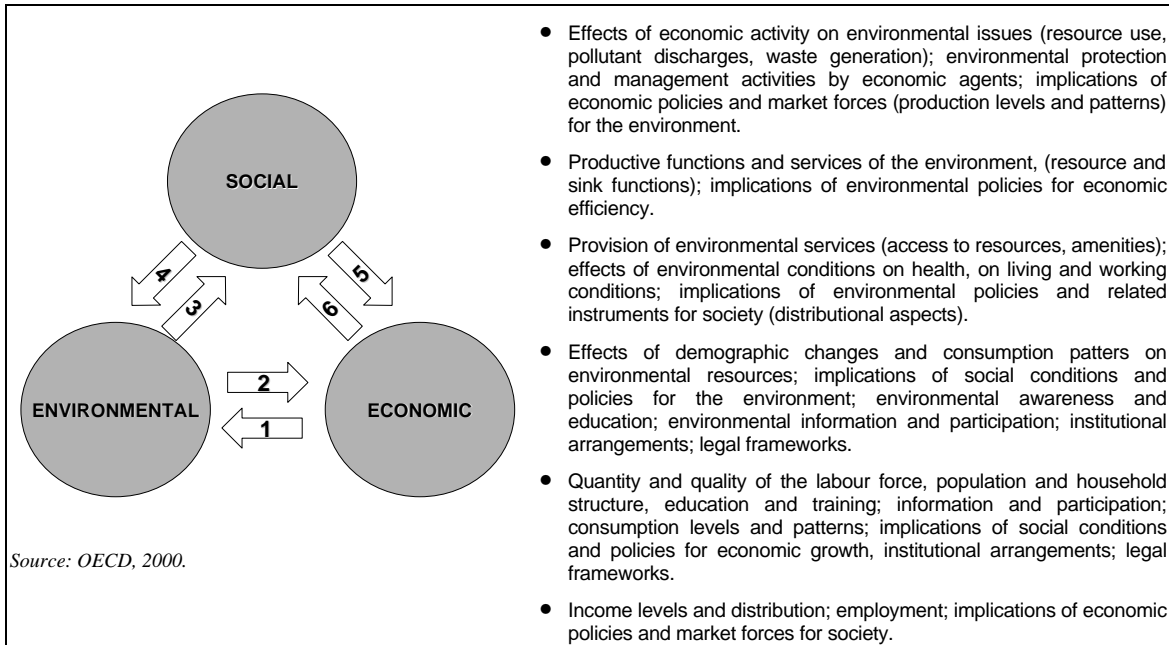 SOCIAL
4
3
5
6
ENVIRONMENTAL
2
1
ECONOMIC
Source: OECD, 2000.
• Effects of economic activity on environmental issues (resource use,
pollutant discharges, waste generation); environmental protection
and management activities by economic agents; implications of
economic policies and market forces (production levels and patterns)
for the environment.
• Productive functions and services of the environment, (resource and
sink functions); implications of environmental policies for economic
efficiency.
• Provision of environmental services (access to resources, amenities);
effects of environmental conditions on health, on living and working
conditions; implications of environmental policies and related
instruments for society (distributional aspects).
• Effects of demographic changes and consumption patters on
environmental resources; implications of social conditions and
policies for the environment; environmental awareness and
education; environmental information and participation; institutional
arrangements; legal frameworks.
• Quantity and quality of the labour force, population and household
structure, education and training; information and participation;
consumption levels and patterns; implications of social conditions
and policies for economic growth, institutional arrangements; legal
frameworks.
• Income levels and distribution; employment; implications of economic
policies and market forces for society.